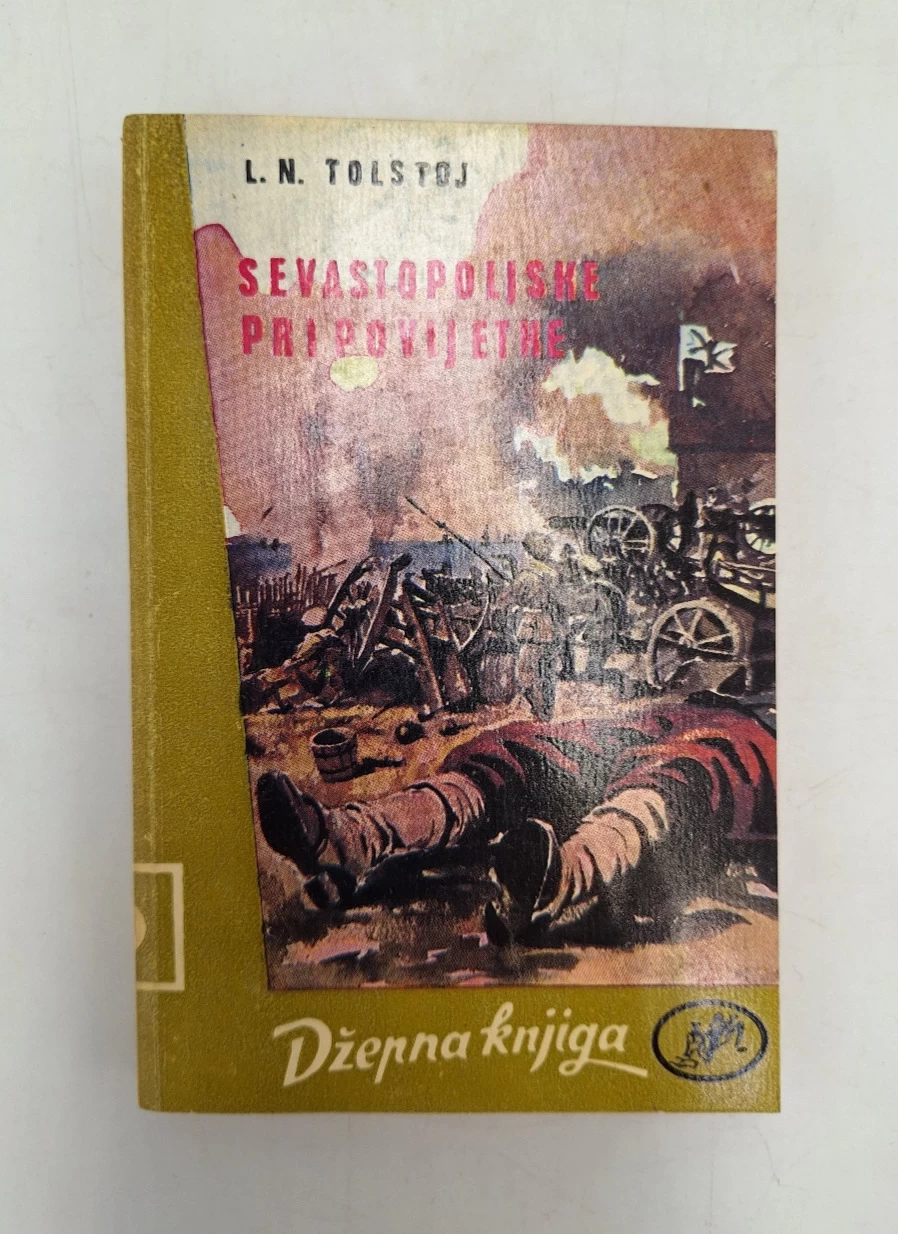 L. N. TOLSTOJ
SEVASTOPOLJSKE
PRIPOVIJETKE
Džepna knjiga